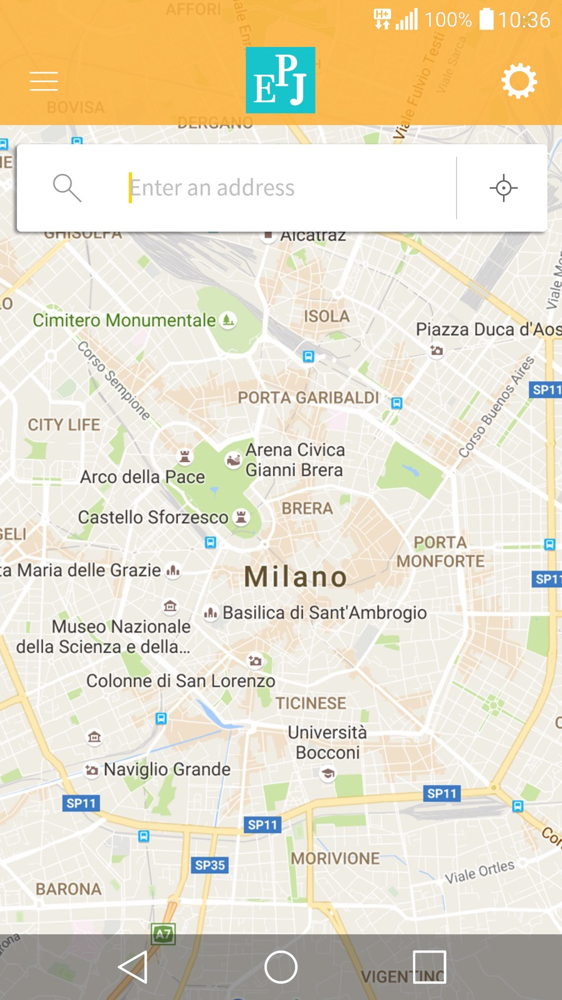 AFFORI
H+ 100% 10:36
EPJ
Viale Fulvio Testi
Viale Sarca
BOVISA
DERGANO
Enter an address
GHISOLFA
Alcatraz
ISOLA
Cimitero Monumentale
Piazza Duca d'Aos
Corso Sempione
SP11
PORTA GARIBALDI
Corso Buenos Aires
CITY LIFE
Arena Civica
Gianni Brera
Arco della Pace
BRERA
Castello Sforzesco
GELI
PORTA
MONFORTE
ta Maria delle Grazie
Milano
SP11
Basilica di Sant'Ambrogio
Museo Nazionale
della Scienza e della...
Colonne di San Lorenzo
TICINESE
Università
Bocconi
Naviglio Grande
SP11
SP11
SP11
MORIVIONE
SP35
Viale Ortles
BARONA
A7
VIGENTINO